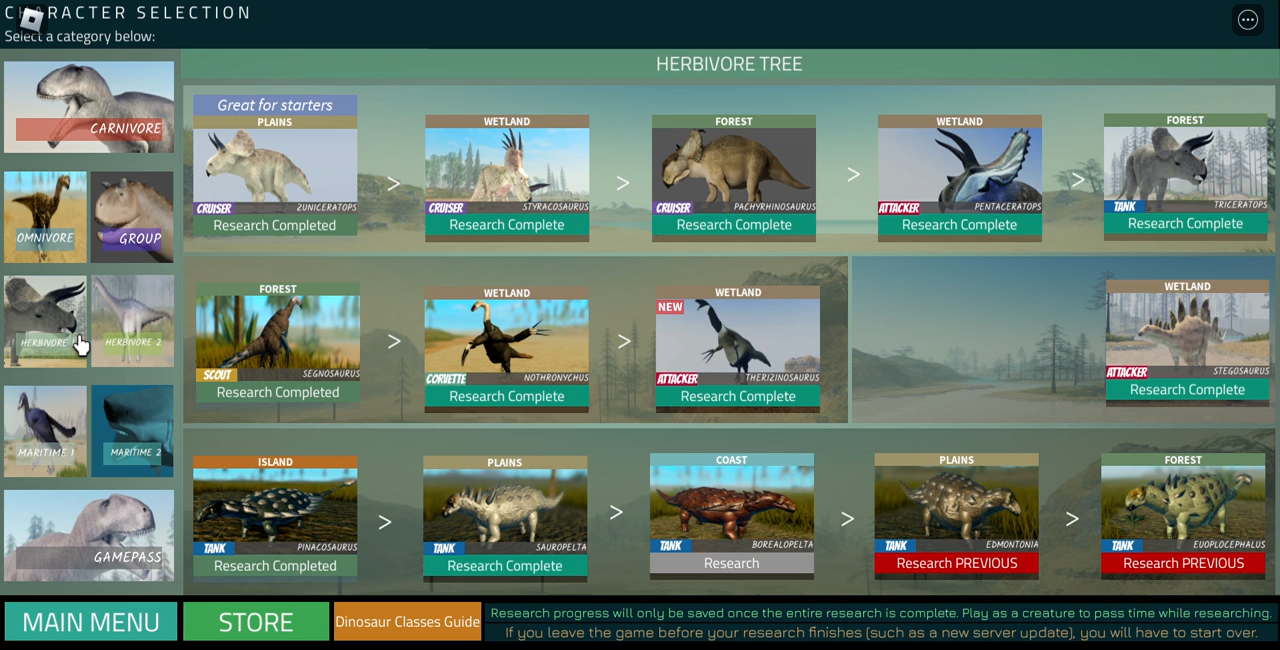 CHARACTER SELECTION
Select a category below:
HERBIVORE TREE
CARNIVORE
OMNIVORE
GROUP
HERBIVORE
HERBIVORE 2
MARITIME 1
MARITIME 2
GAMEPASS
Great for starters
PLAINS
CRUISER
ZUNICERATOPS
Research Completed
>
WETLAND
CRUISER
STYRACOSAURUS
Research Complete
>
FOREST
CRUISER
PACHYRHINOSAURUS
Research Complete
>
WETLAND
ATTACKER
PENTACERATOPS
Research Complete
>
FOREST
TANK
TRICERATOPS
Research Complete
FOREST
SCOUT
SEGNOSAURUS
Research Completed
>
WETLAND
CORVETTE
NOTHRONYCHUS
Research Complete
>
WETLAND
NEW
ATTACKER
THERIZINOSAURUS
Research Complete
WETLAND
ATTACKER
STEGOSAURUS
Research Complete
ISLAND
TANK
PINACOSAURUS
Research Completed
>
PLAINS
TANK
SAUROPELTA
Research Complete
>
COAST
TANK
BOREALOPELTA
Research
>
PLAINS
TANK
EDMONTONIA
Research PREVIOUS
>
FOREST
TANK
EUOPLOCEPHALUS
Research PREVIOUS
MAIN MENU
STORE
Dinosaur Classes Guide
Research progress will only be saved once the entire research is complete. Play as a creature to pass time while researching.
If you leave the game before your research finishes (such as a new server update), you will have to start over.